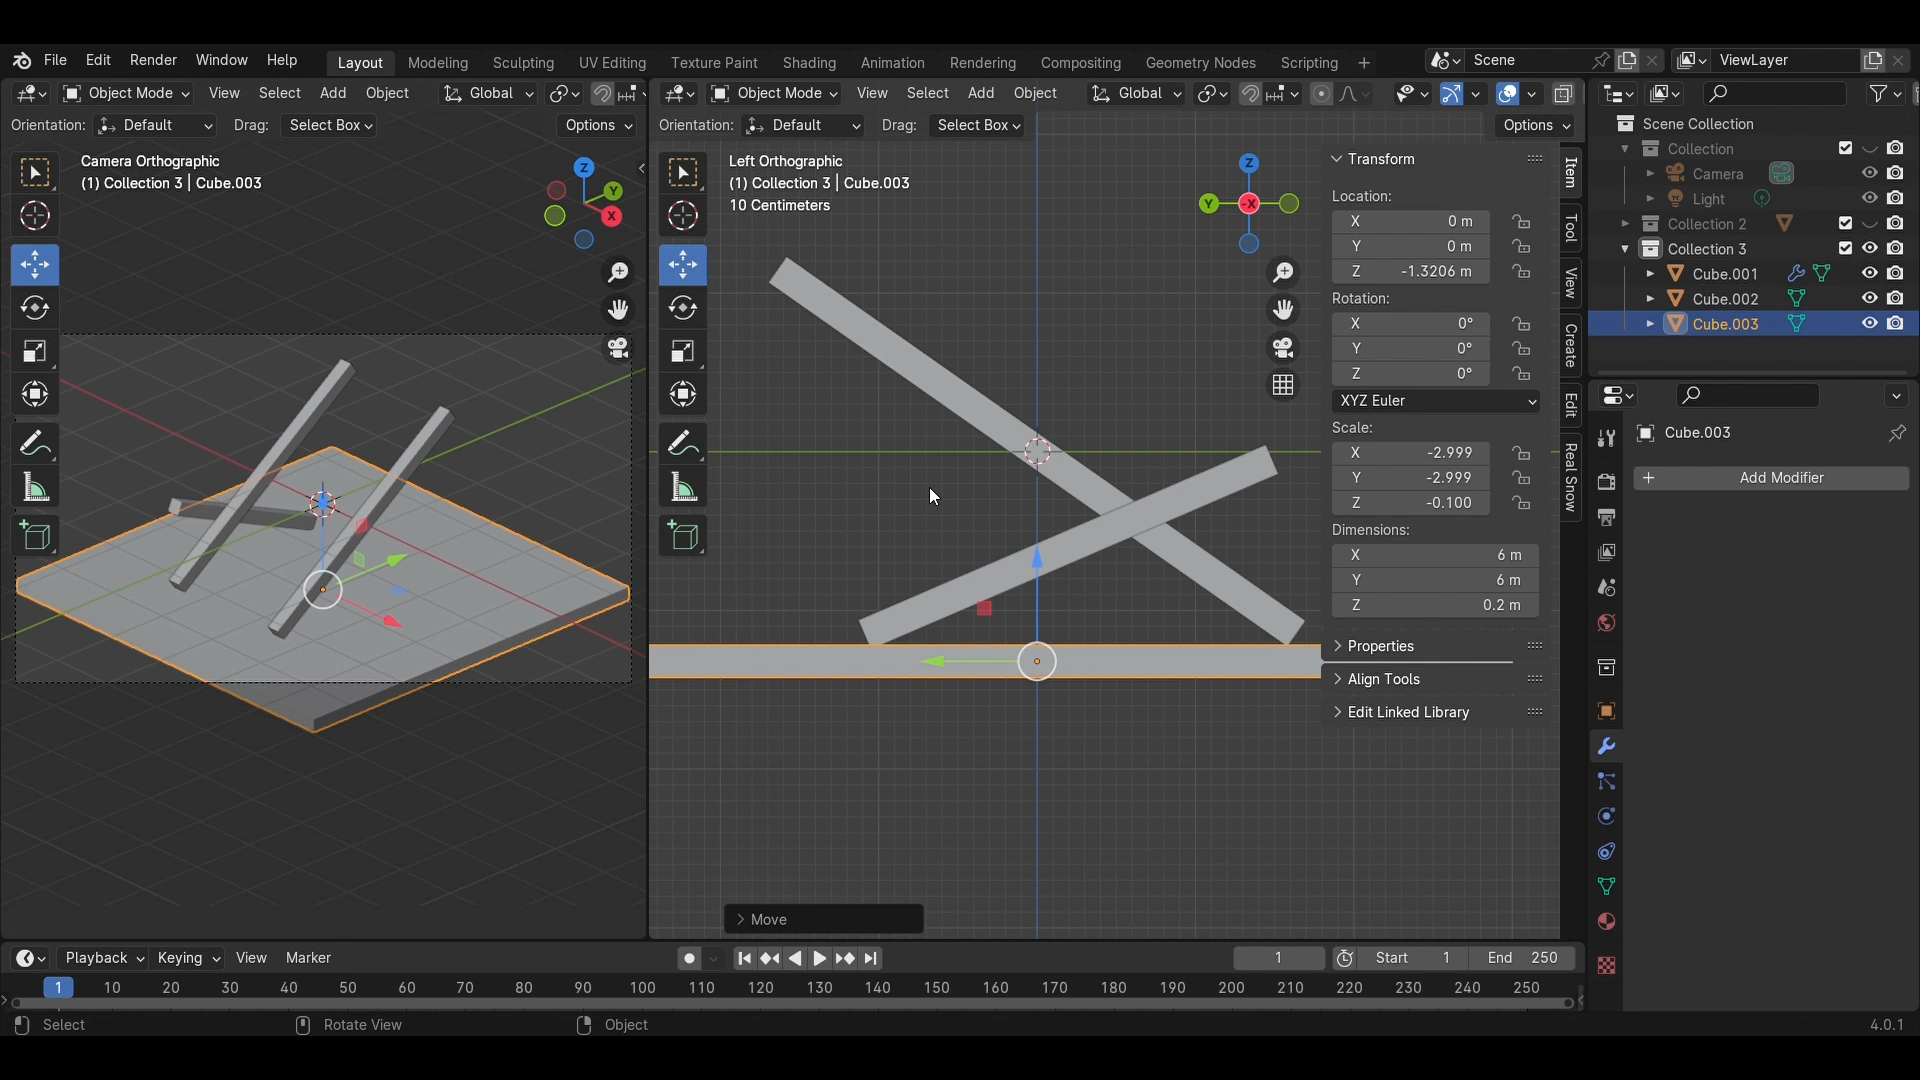 File Edit Render Window Help Layout Modeling Sculpting UV Editing Texture Paint Shading Animation Rendering Compositing Geometry Nodes Scripting + Scene ViewLayer
Object Mode View Select Add Object Global
Object Mode View Select Add Object Global
Orientation: Default Drag: Select Box Options
Orientation: Default Drag: Select Box Options
Camera Orthographic
(1) Collection 3 | Cube.003
Z
Y
X
Left Orthographic
(1) Collection 3 | Cube.003
10 Centimeters
Z
Y
-X
Transform
Location:
X 0 m
Y 0 m
Z -1.3206 m
Rotation:
X 0°
Y 0°
Z 0°
XYZ Euler
Scale:
X -2.999
Y -2.999
Z -0.100
Dimensions:
X 6 m
Y 6 m
Z 0.2 m
Properties
Align Tools
Edit Linked Library
Item
Tool
View
Create
Edit
Real Snow
Scene Collection
Collection
Camera
Light
Collection 2
Collection 3
Cube.001
Cube.002
Cube.003
Cube.003
+ Add Modifier
Move
Playback Keying View Marker 1 Start 1 End 250
1 10 20 30 40 50 60 70 80 90 100 110 120 130 140 150 160 170 180 190 200 210 220 230 240 250
Select Rotate View Object 4.0.1